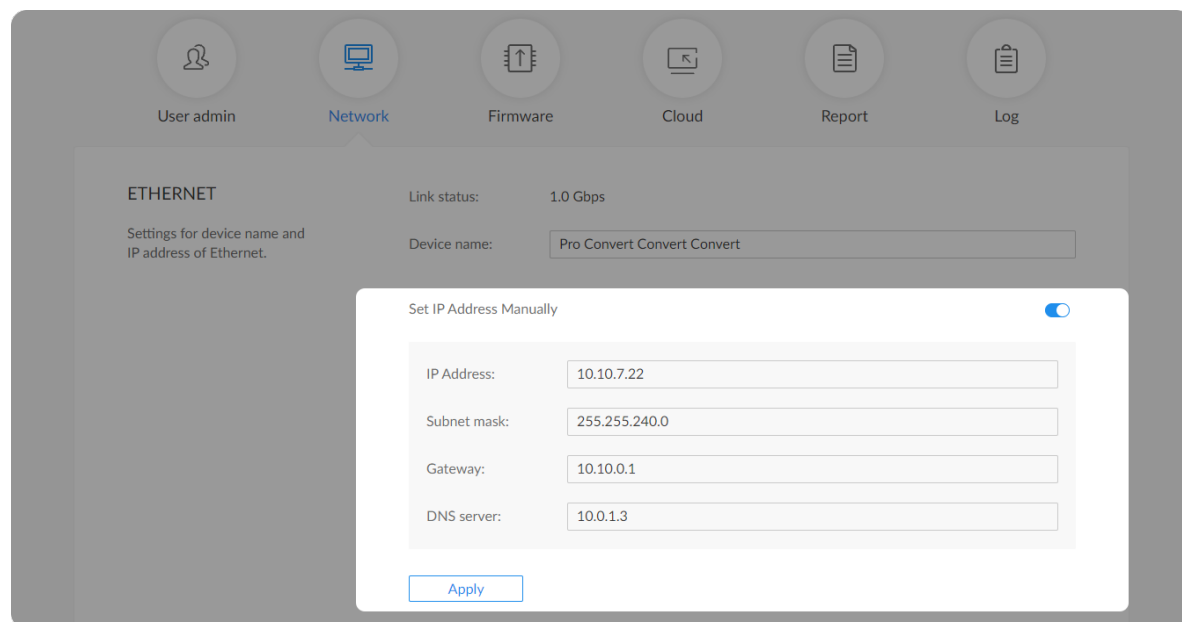 User admin
Network
Firmware
Cloud
Report
Log
ETHERNET
Settings for device name and
IP address of Ethernet.
Link status: 1.0 Gbps
Device name: Pro Convert Convert Convert
Set IP Address Manually
IP Address: 10.10.7.22
Subnet mask: 255.255.240.0
Gateway: 10.10.0.1
DNS server: 10.0.1.3
Apply